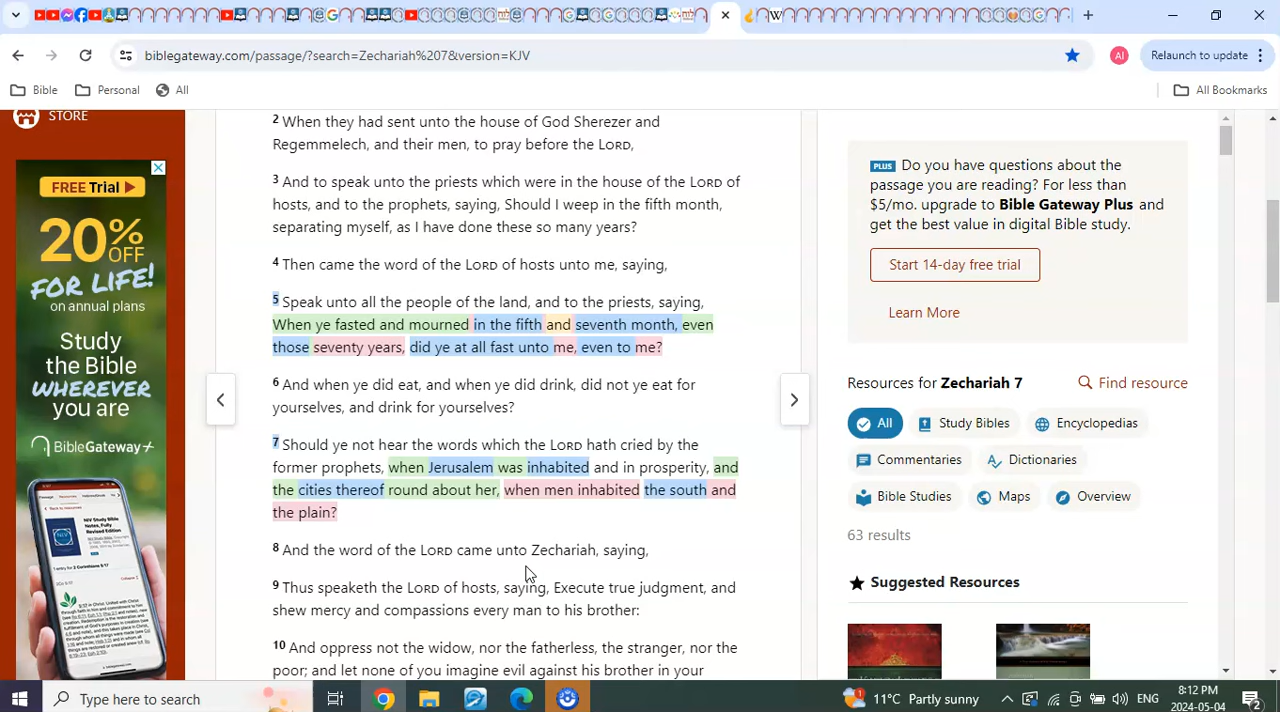 biblegateway.com/passage/?search=Zechariah%207&version=KJV
AI
Relaunch to update
Bible
Personal
All
All Bookmarks
STORE
FREE Trial
20%
OFF
FOR LIFE!
on annual plans
Study
the Bible
WHEREVER
you are
BibleGateway+
2 When they had sent unto the house of God Sherezer and
Regemmelech, and their men, to pray before the LORD,
3 And to speak unto the priests which were in the house of the LORD of
hosts, and to the prophets, saying, Should I weep in the fifth month,
separating myself, as I have done these so many years?
4 Then came the word of the LORD of hosts unto me, saying,
5 Speak unto all the people of the land, and to the priests, saying,
When ye fasted and mourned in the fifth and seventh month, even
those seventy years, did ye at all fast unto me, even to me?
6 And when ye did eat, and when ye did drink, did not ye eat for
yourselves, and drink for yourselves?
7 Should ye not hear the words which the LORD hath cried by the
former prophets, when Jerusalem was inhabited and in prosperity, and
the cities thereof round about her, when men inhabited the south and
the plain?
8 And the word of the LORD came unto Zechariah, saying,
9 Thus speaketh the LORD of hosts, saying, Execute true judgment, and
shew mercy and compassions every man to his brother:
10 And oppress not the widow, nor the fatherless, the stranger, nor the
poor; and let none of you imagine evil against his brother in your
PLUS Do you have questions about the
passage you are reading? For less than
$5/mo. upgrade to Bible Gateway Plus and
get the best value in digital Bible study.
Start 14-day free trial
Learn More
Resources for Zechariah 7
Find resource
All
Study Bibles
Encyclopedias
Commentaries
Dictionaries
Bible Studies
Maps
Overview
63 results
Suggested Resources
Type here to search
11°C Partly sunny
ENG
8:12 PM
2024-05-04
2